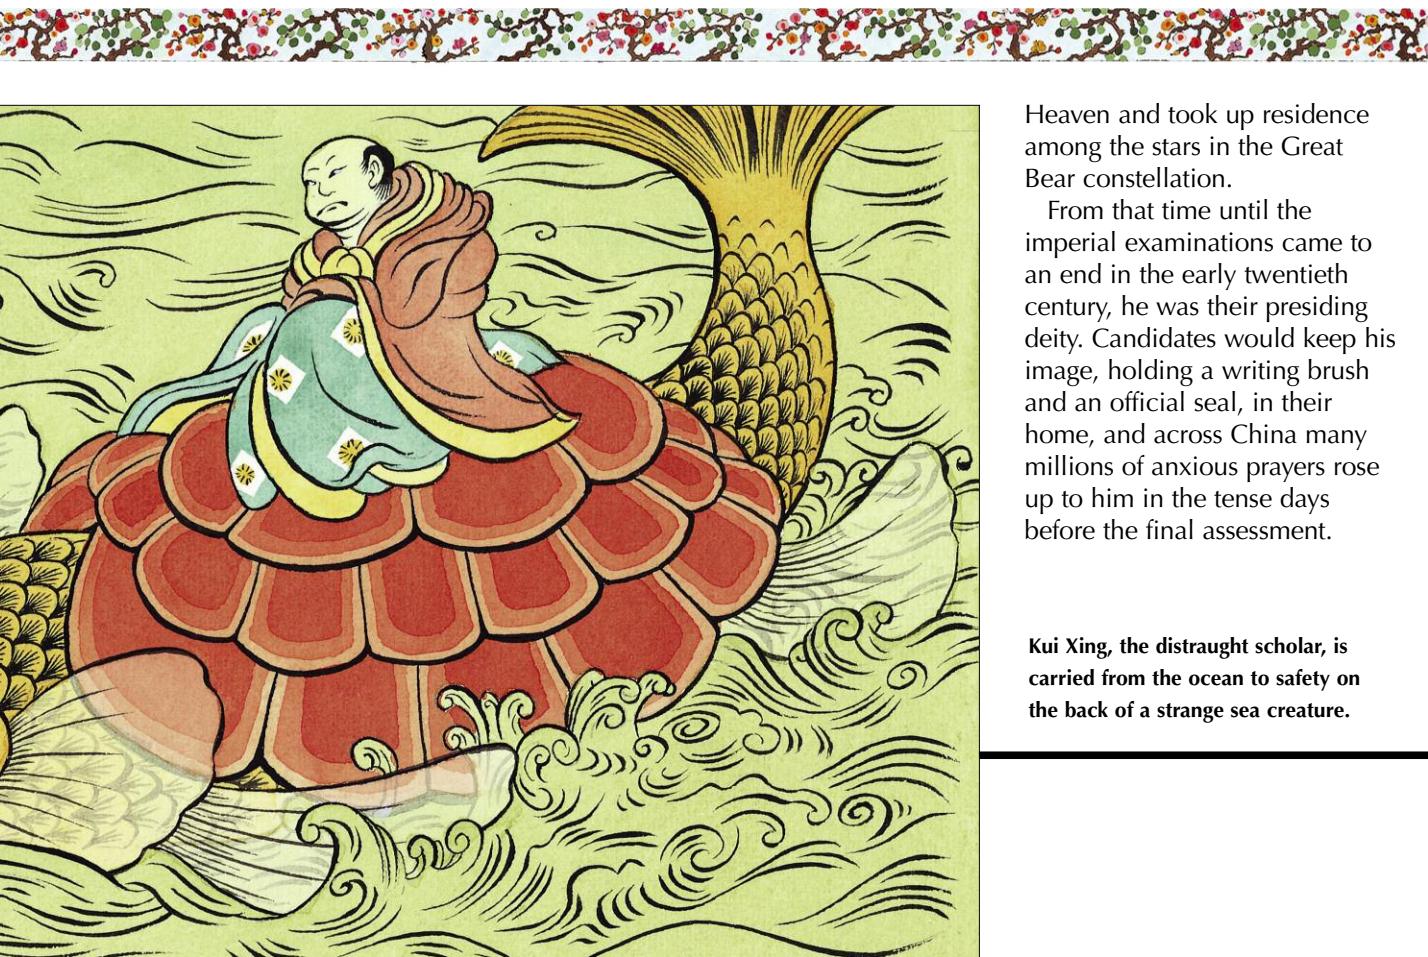 Heaven and took up residence
among the stars in the Great
Bear constellation.
From that time until the
imperial examinations came to
an end in the early twentieth
century, he was their presiding
deity. Candidates would keep his
image, holding a writing brush
and an official seal, in their
home, and across China many
millions of anxious prayers rose
up to him in the tense days
before the final assessment.
Kui Xing, the distraught scholar, is
carried from the ocean to safety on
the back of a strange sea creature.